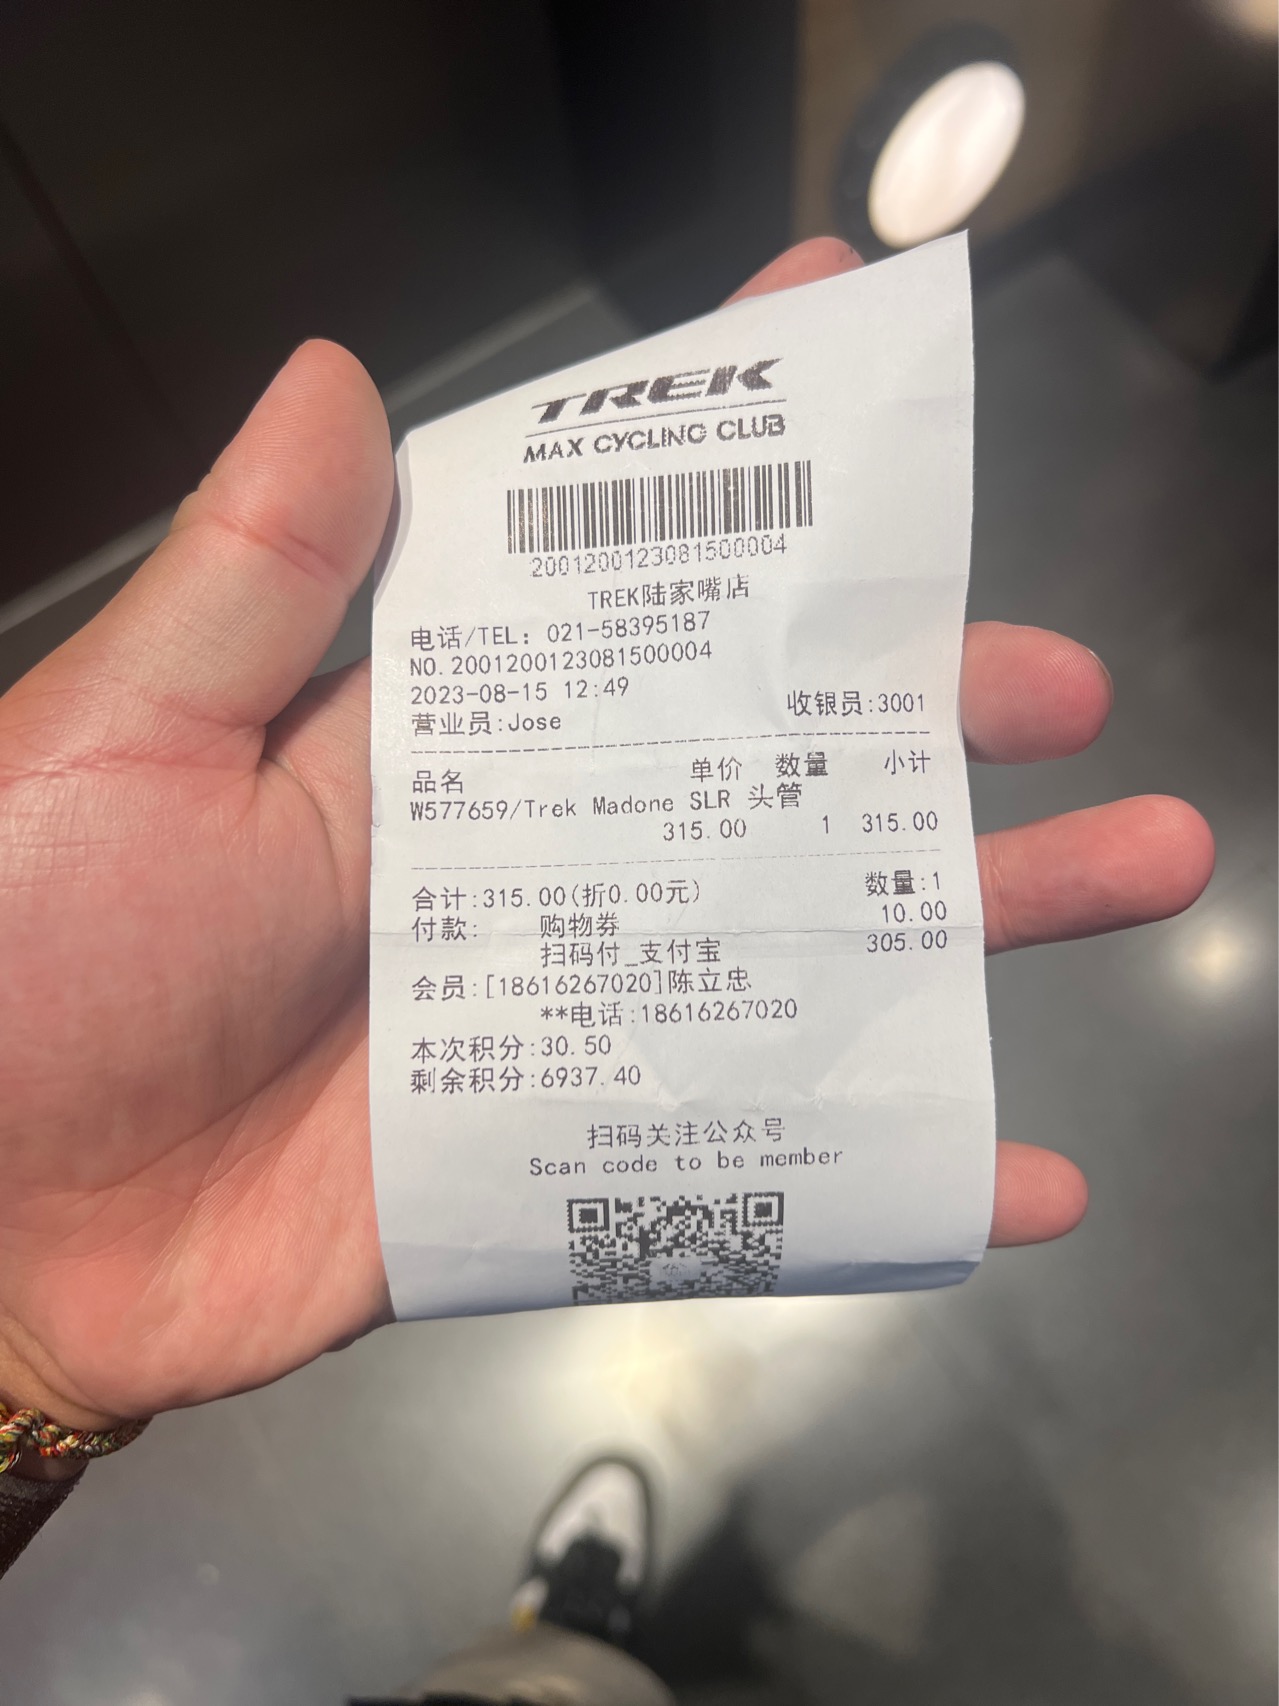 TREK
MAX CYCLING CLUB
2001200123081500004
TREK陆家嘴店
电话/TEL: 021-58395187
NO.2001200123081500004
2023-08-15 12:49
营业员:Jose 收银员:3001
品名 单价 数量 小计
W577659/Trek Madone SLR 头管
315.00 1 315.00
合计:315.00(折0.00元) 数量:1
付款: 购物券 10.00
扫码付_支付宝 305.00
会员:[18616267020]陈立忠
**电话:18616267020
本次积分:30.50
剩余积分:6937.40
扫码关注公众号
Scan code to be member